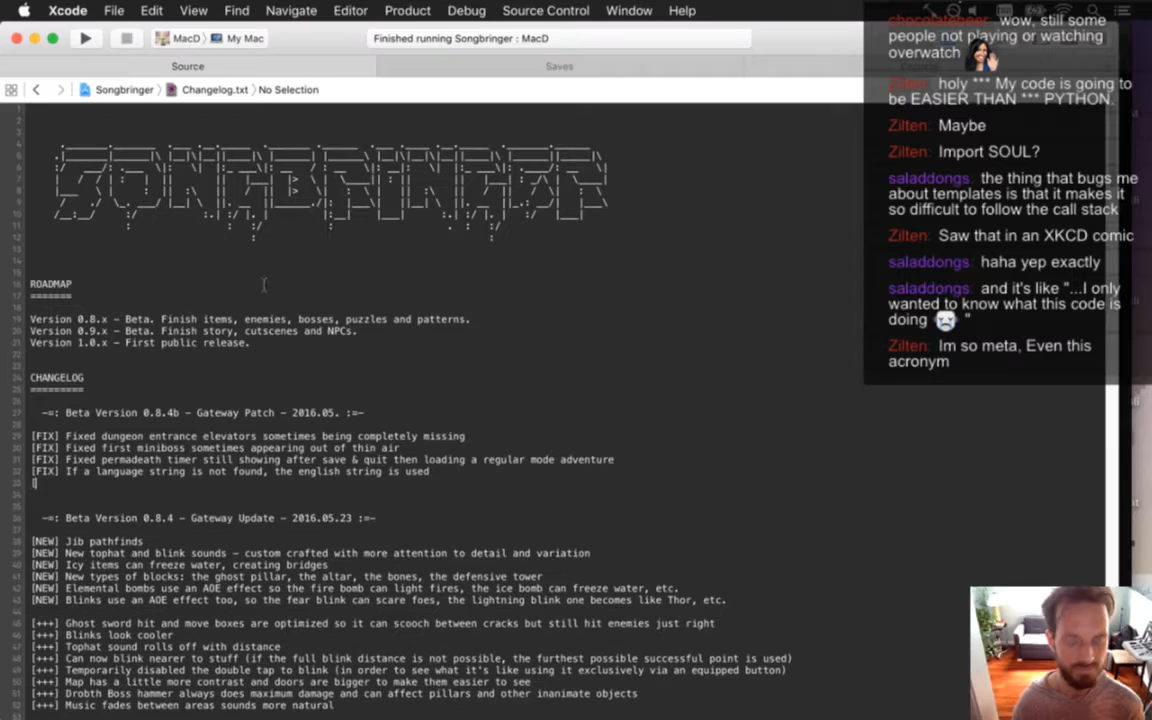 Xcode File Edit View Find Navigate Editor Product Debug Source Control Window Help
MacD My Mac
Finished running Songbringer : MacD
Source
Saves
Songbringer Changelog.txt No Selection
SONGBRINGER
ROADMAP
=======
Version 0.8.x – Beta. Finish items, enemies, bosses, puzzles and patterns.
Version 0.9.x – Beta. Finish story, cutscenes and NPCs.
Version 1.0.x – First public release.
CHANGELOG
=========
-=: Beta Version 0.8.4b – Gateway Patch – 2016.05. :=-
[FIX] Fixed dungeon entrance elevators sometimes being completely missing
[FIX] Fixed first miniboss sometimes appearing out of thin air
[FIX] Fixed permadeath timer still showing after save & quit then loading a regular mode adventure
[FIX] If a language string is not found, the english string is used
[
-=: Beta Version 0.8.4 – Gateway Update – 2016.05.23 :=-
[NEW] Jib pathfinds
[NEW] New tophat and blink sounds – custom crafted with more attention to detail and variation
[NEW] Icy items can freeze water, creating bridges
[NEW] New types of blocks: the ghost pillar, the altar, the bones, the defensive tower
[NEW] Elemental bombs use an AOE effect so the fire bomb can light fires, the ice bomb can freeze water, etc.
[NEW] Blinks use an AOE effect too, so the fear blink can scare foes, the lightning blink one becomes like Thor, etc.
[+++] Ghost sword hit and move boxes are optimized so it can scooch between cracks but still hit enemies just right
[+++] Blinks look cooler
[+++] Tophat sound rolls off with distance
[+++] Can now blink nearer to stuff (if the full blink distance is not possible, the furthest possible successful point is used)
[+++] Temporarily disabled the double tap to blink (in order to see what it's like using it exclusively via an equipped button)
[+++] Map has a little more contrast and doors are bigger to make them easier to see
[+++] Drobth Boss hammer always does maximum damage and can affect pillars and other inanimate objects
[+++] Music fades between areas sounds more natural
chocolatebeer: wow, still some
people not playing or watching
overwatch
Zilten: holy *** My code is going to
be EASIER THAN *** PYTHON.
Zilten: Maybe
Zilten: Import SOUL?
saladdongs: the thing that bugs me
about templates is that it makes it
so difficult to follow the call stack
Zilten: Saw that in an XKCD comic
saladdongs: haha yep exactly
saladdongs: and it's like "...I only
wanted to know what this code is
doing "
Zilten: Im so meta, Even this
acronym